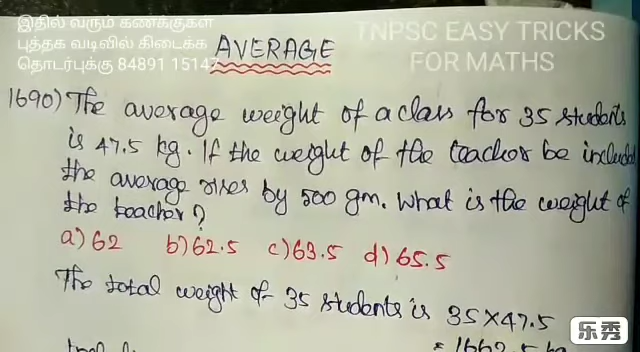 இதில் வரும் கணக்குகள்
புத்தக வடிவில் கிடைக்க
தொடர்புக்கு 84891 15147
TNPSC EASY TRICKS
FOR MATHS
AVERAGE
1690) The average weight of a class for 35 students
is 47.5 kg. If the weight of the teacher be included
the average rises by 500 gm. What is the weight of
the teacher?
a) 62 b) 62.5 c) 63.5 d) 65.5
The total weight of 35 students is 35×47.5
= 1662.5 kg
乐秀